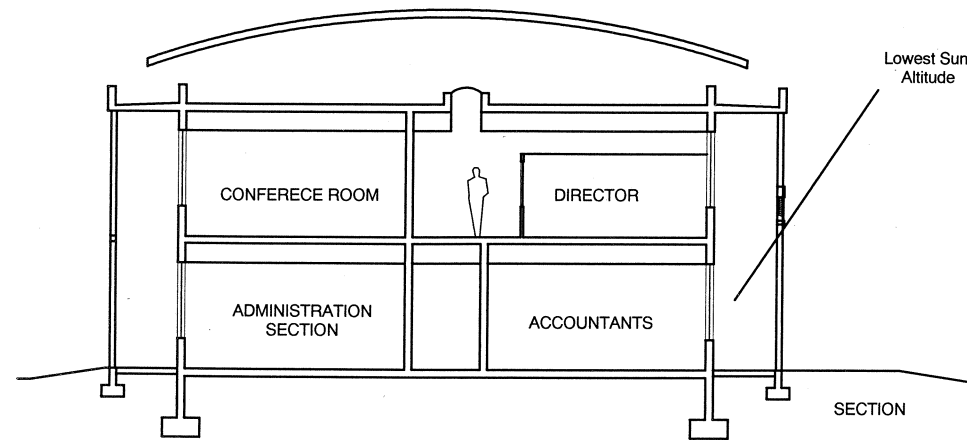 Lowest Sun
Altitude
CONFERECE ROOM
DIRECTOR
ADMINISTRATION
SECTION
ACCOUNTANTS
SECTION